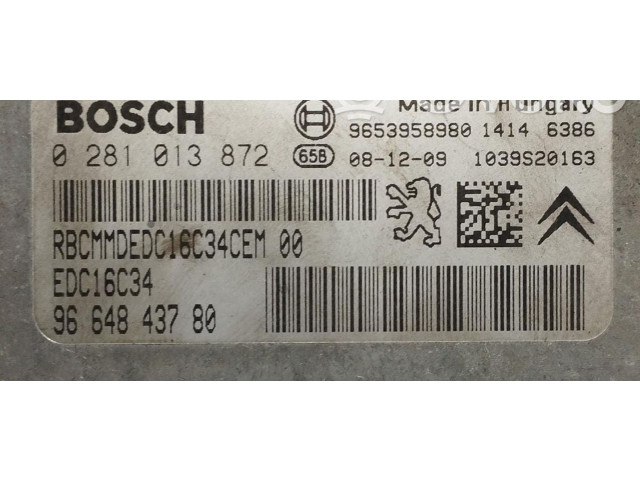 Made in Hungary
BOSCH
9653958980 1414 6386
0 281 013 872 65B 08-12-09 1039S20163
RBCMMDEDC16C34CEM 00
EDC16C34
96 648 437 80